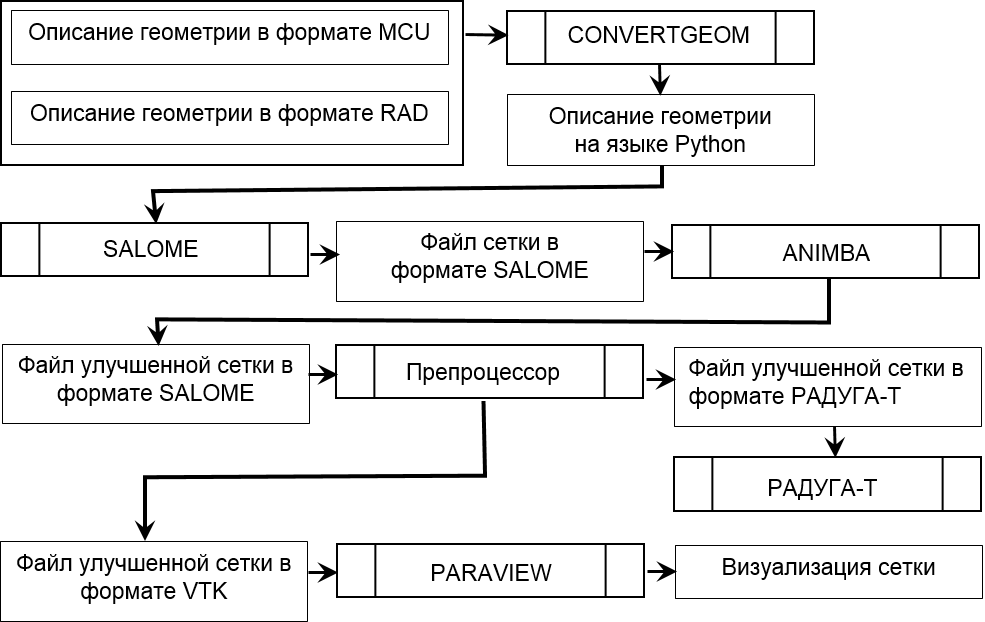 Описание геометрии в формате MCU
CONVERTGEOM
Описание геометрии в формате RAD
Описание геометрии
на языке Python
SALOME
Файл сетки в
формате SALOME
ANIMBA
Файл улучшенной сетки в
формате SALOME
Препроцессор
Файл улучшенной сетки в
формате РАДУГА-Т
РАДУГА-Т
Файл улучшенной сетки в
формате VTK
PARAVIEW
Визуализация сетки